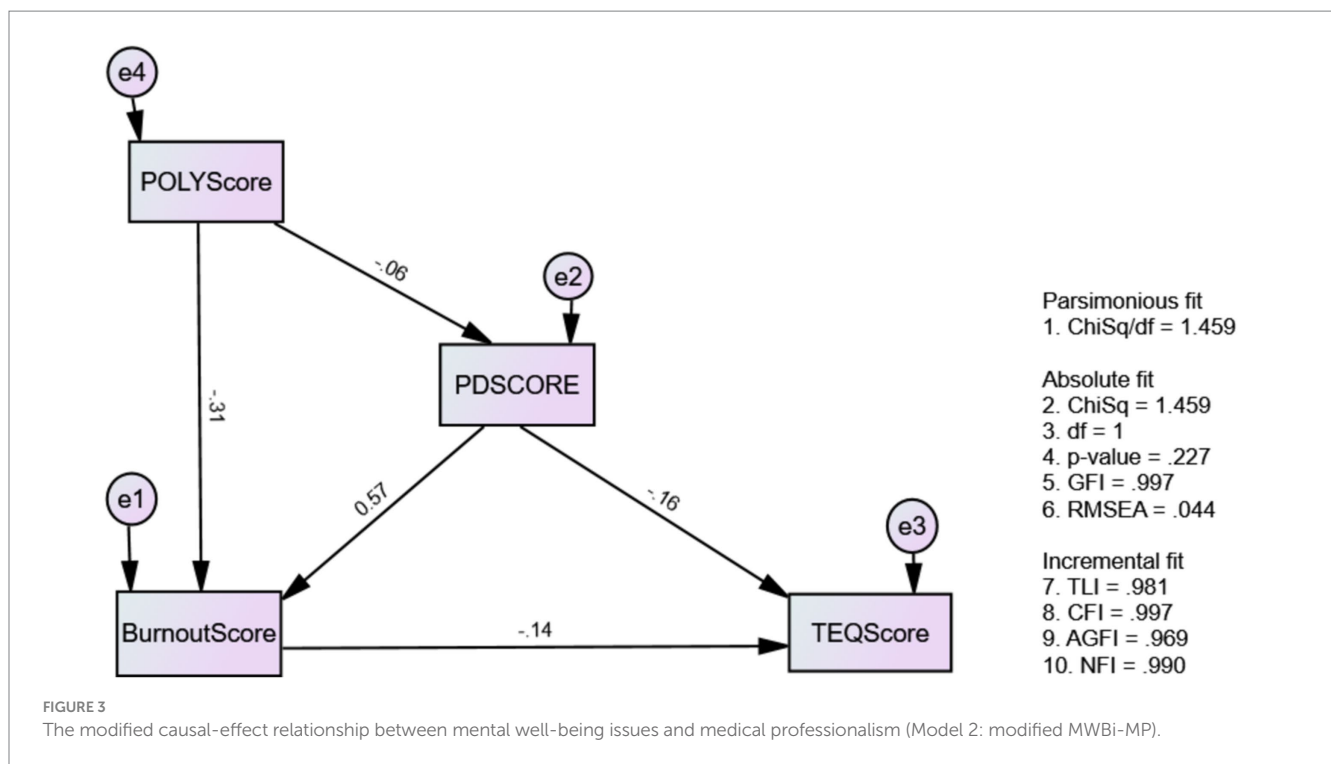 e4
POLYScore
-.06
e2
PDSCORE
-.31
0.57
-.16
e1
BurnoutScore
-.14
e3
TEQScore
Parsimonious fit
1. ChiSq/df = 1.459
Absolute fit
2. ChiSq = 1.459
3. df = 1
4. p-value = .227
5. GFI = .997
6. RMSEA = .044
Incremental fit
7. TLI = .981
8. CFI = .997
9. AGFI = .969
10. NFI = .990
FIGURE 3
The modified causal-effect relationship between mental well-being issues and medical professionalism (Model 2: modified MWBi-MP).